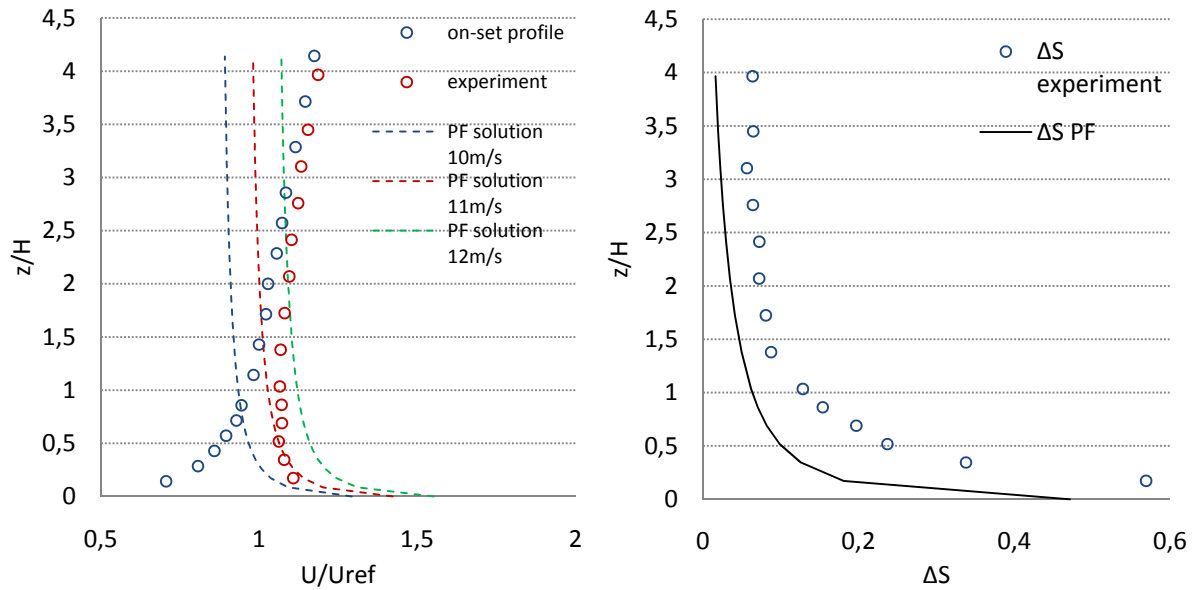 4,5
4
3,5
3
2,5
2
1,5
1
0,5
0
z/H
0,5
1
1,5
2
U/Uref
on-set profile
experiment
PF solution
10m/s
PF solution
11m/s
PF solution
12m/s
4,5
4
3,5
3
2,5
2
1,5
1
0,5
0
z/H
0
0,2
0,4
0,6
ΔS
ΔS
experiment
ΔS PF